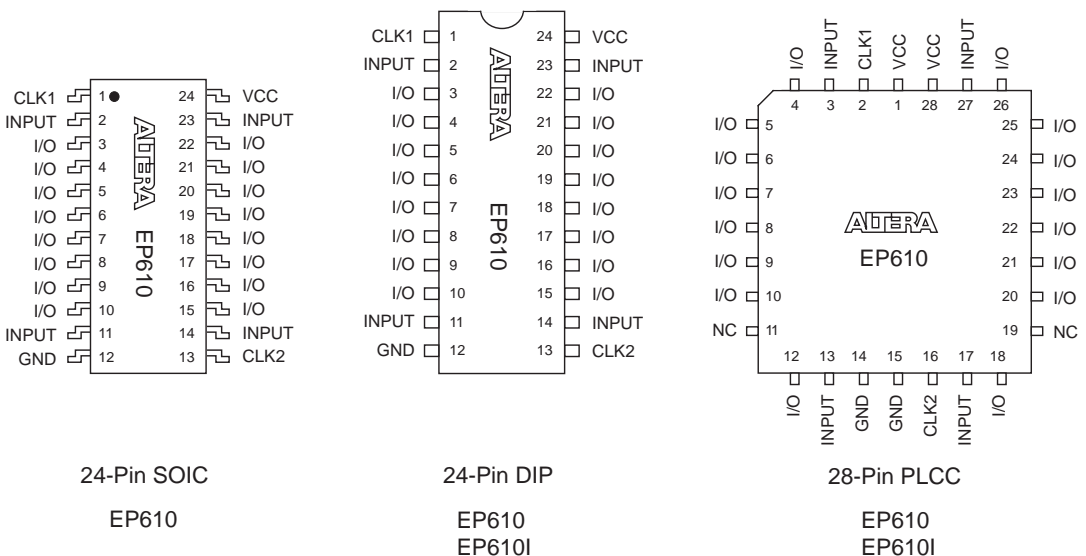 CLK1 1 24 VCC
INPUT 2 23 INPUT
I/O 3 22 I/O
I/O 4 21 I/O
I/O 5 20 I/O
I/O 6 19 I/O
I/O 7 18 I/O
I/O 8 17 I/O
I/O 9 16 I/O
I/O 10 15 I/O
INPUT 11 14 INPUT
GND 12 13 CLK2
ALTERA
EP610
24-Pin SOIC
EP610
CLK1 1 24 VCC
INPUT 2 23 INPUT
I/O 3 22 I/O
I/O 4 21 I/O
I/O 5 20 I/O
I/O 6 19 I/O
I/O 7 18 I/O
I/O 8 17 I/O
I/O 9 16 I/O
I/O 10 15 I/O
INPUT 11 14 INPUT
GND 12 13 CLK2
ALTERA
EP610
24-Pin DIP
EP610
EP610I
I/O INPUT CLK1 VCC VCC INPUT I/O
4 3 2 1 28 27 26
I/O 5 25 I/O
I/O 6 24 I/O
I/O 7 23 I/O
I/O 8 22 I/O
I/O 9 21 I/O
I/O 10 20 I/O
NC 11 19 NC
ALTERA
EP610
12 13 14 15 16 17 18
I/O INPUT GND GND CLK2 INPUT I/O
28-Pin PLCC
EP610
EP610I